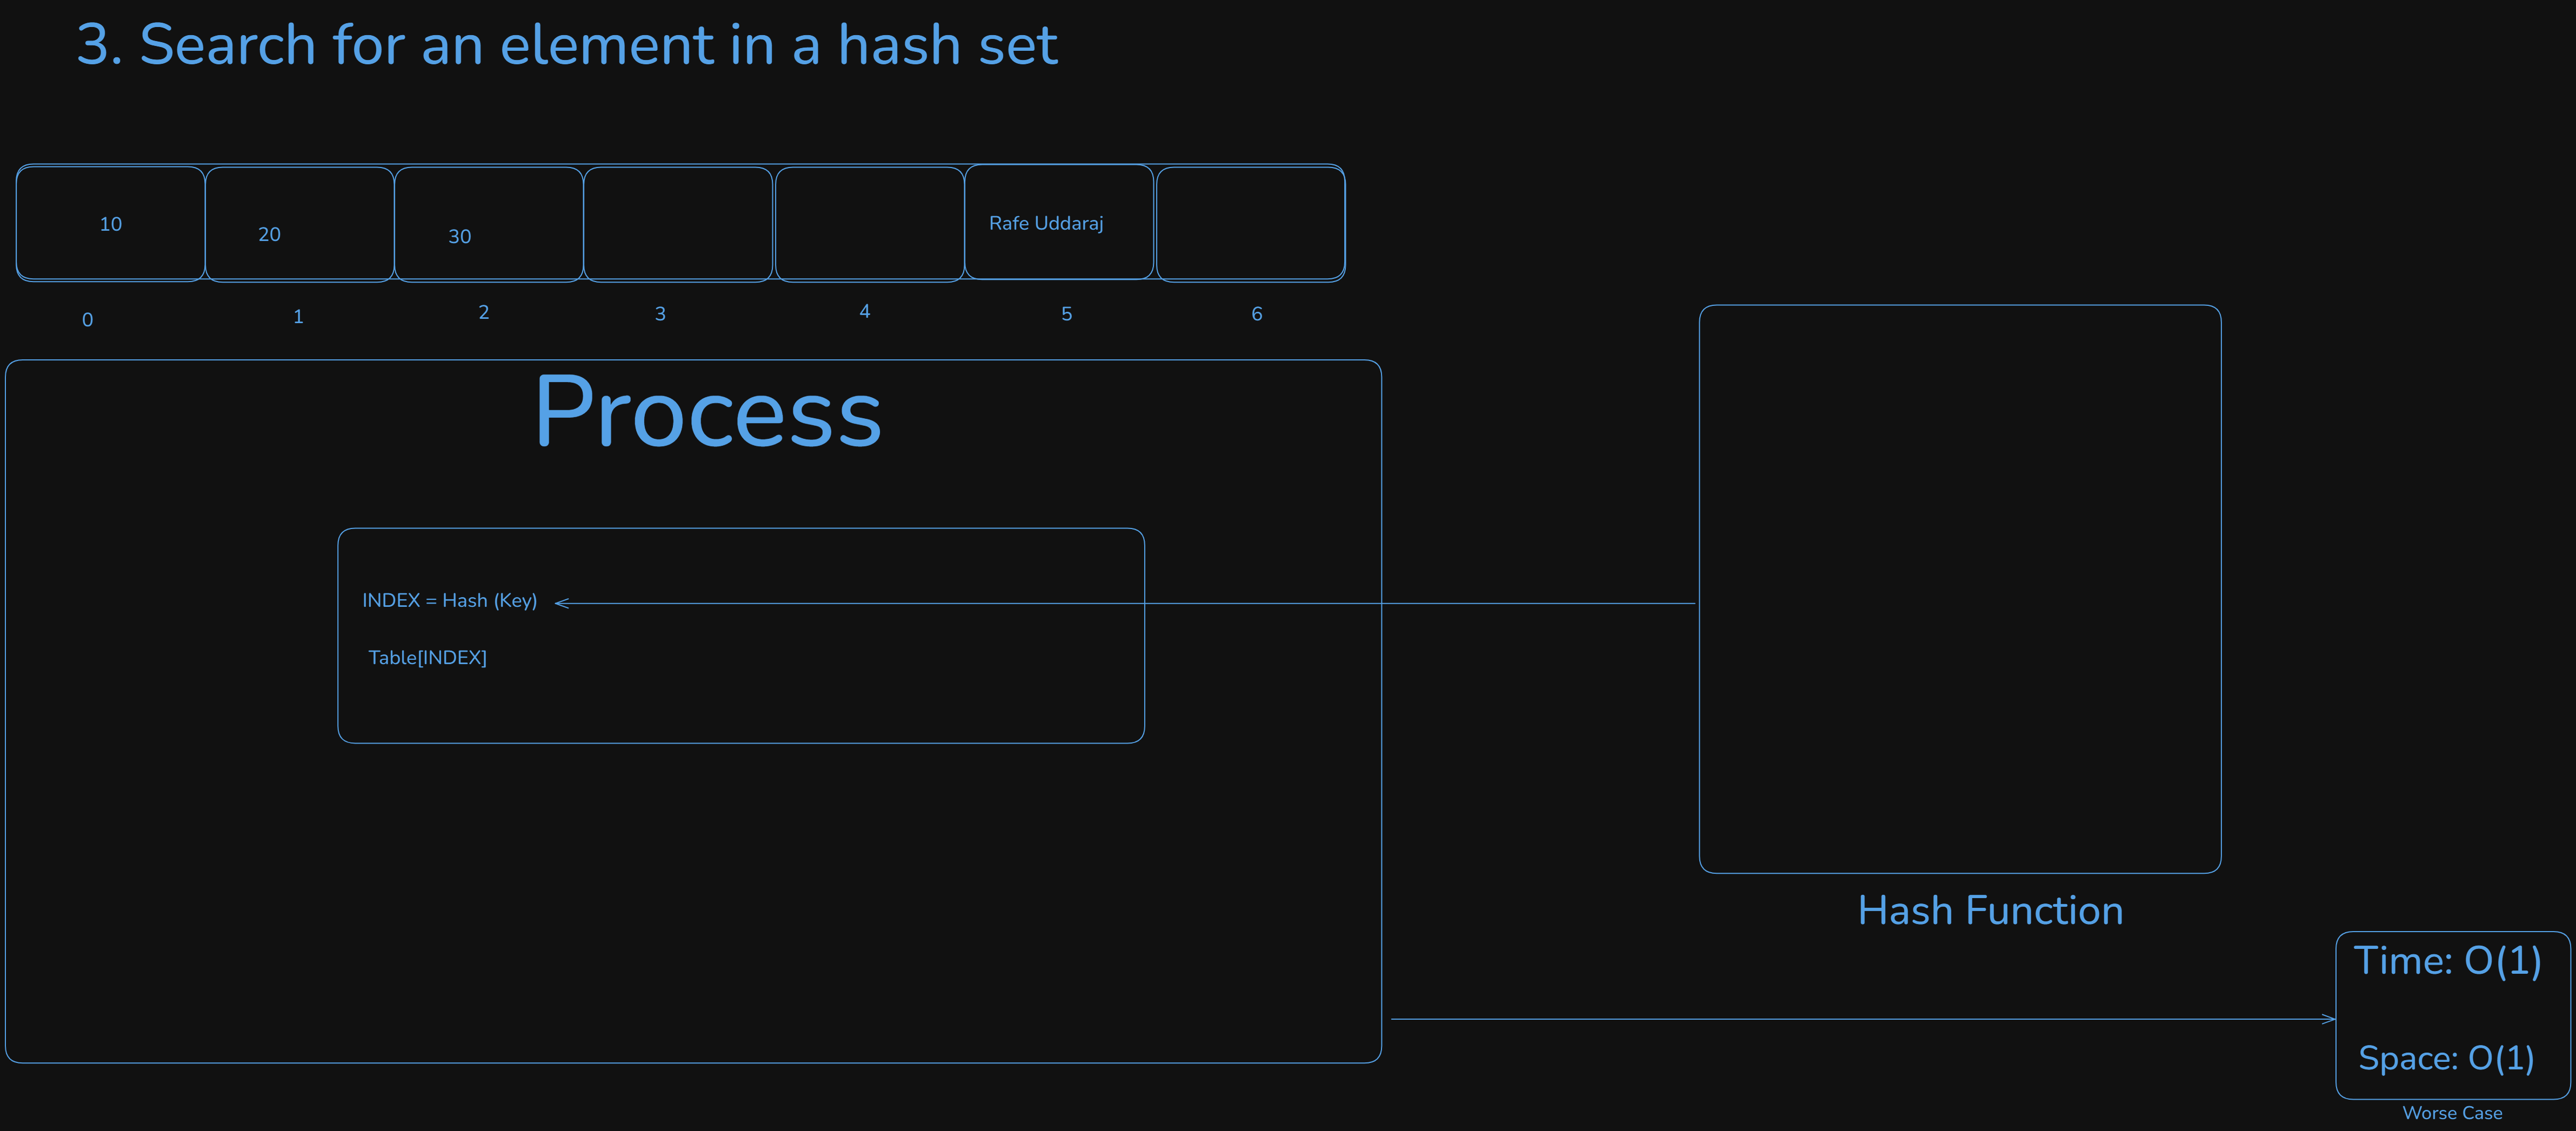 3. Search for an element in a hash set
10
20
30
Rafe Uddaraj
0
1
2
3
4
5
6
Process
INDEX = Hash (Key)
Table[INDEX]
Hash Function
Time: O(1)
Space: O(1)
Worse Case